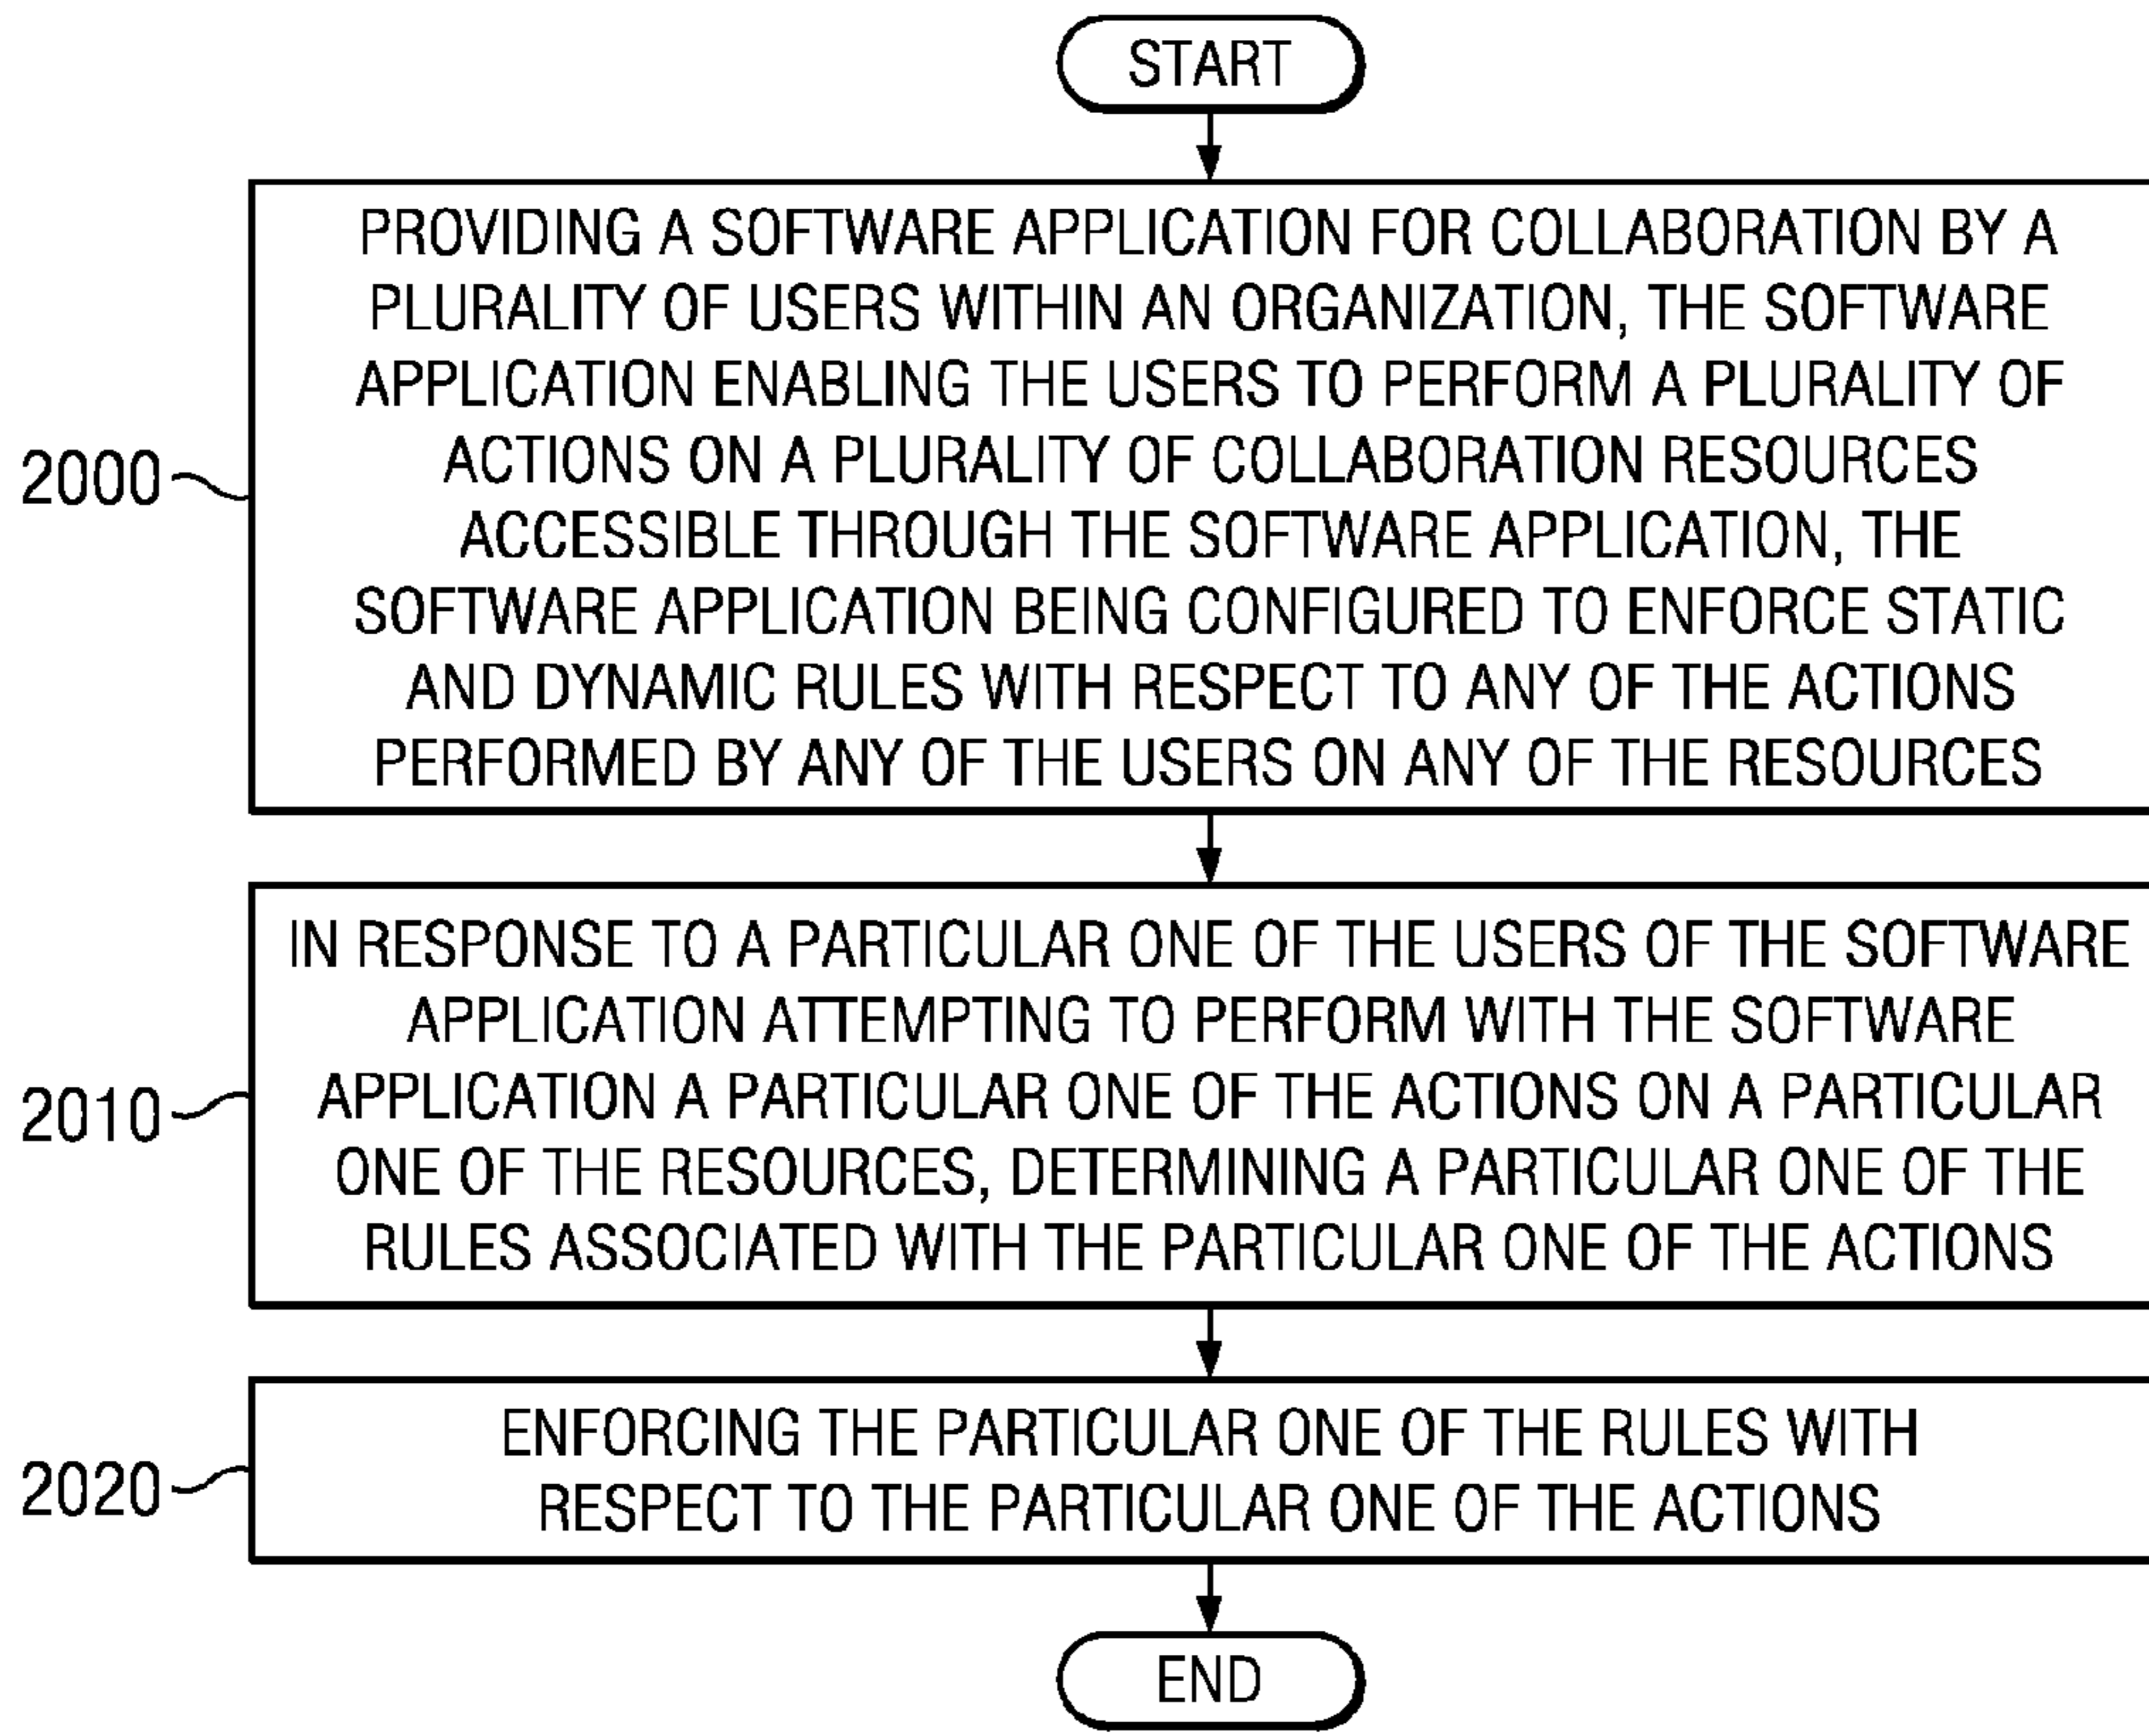 START
PROVIDING A SOFTWARE APPLICATION FOR COLLABORATION BY A
PLURALITY OF USERS WITHIN AN ORGANIZATION, THE SOFTWARE
APPLICATION ENABLING THE USERS TO PERFORM A PLURALITY OF
ACTIONS ON A PLURALITY OF COLLABORATION RESOURCES
ACCESSIBLE THROUGH THE SOFTWARE APPLICATION, THE
SOFTWARE APPLICATION BEING CONFIGURED TO ENFORCE STATIC
AND DYNAMIC RULES WITH RESPECT TO ANY OF THE ACTIONS
PERFORMED BY ANY OF THE USERS ON ANY OF THE RESOURCES
2000
IN RESPONSE TO A PARTICULAR ONE OF THE USERS OF THE SOFTWARE
APPLICATION ATTEMPTING TO PERFORM WITH THE SOFTWARE
APPLICATION A PARTICULAR ONE OF THE ACTIONS ON A PARTICULAR
ONE OF THE RESOURCES, DETERMINING A PARTICULAR ONE OF THE
RULES ASSOCIATED WITH THE PARTICULAR ONE OF THE ACTIONS
2010
ENFORCING THE PARTICULAR ONE OF THE RULES WITH
RESPECT TO THE PARTICULAR ONE OF THE ACTIONS
2020
END